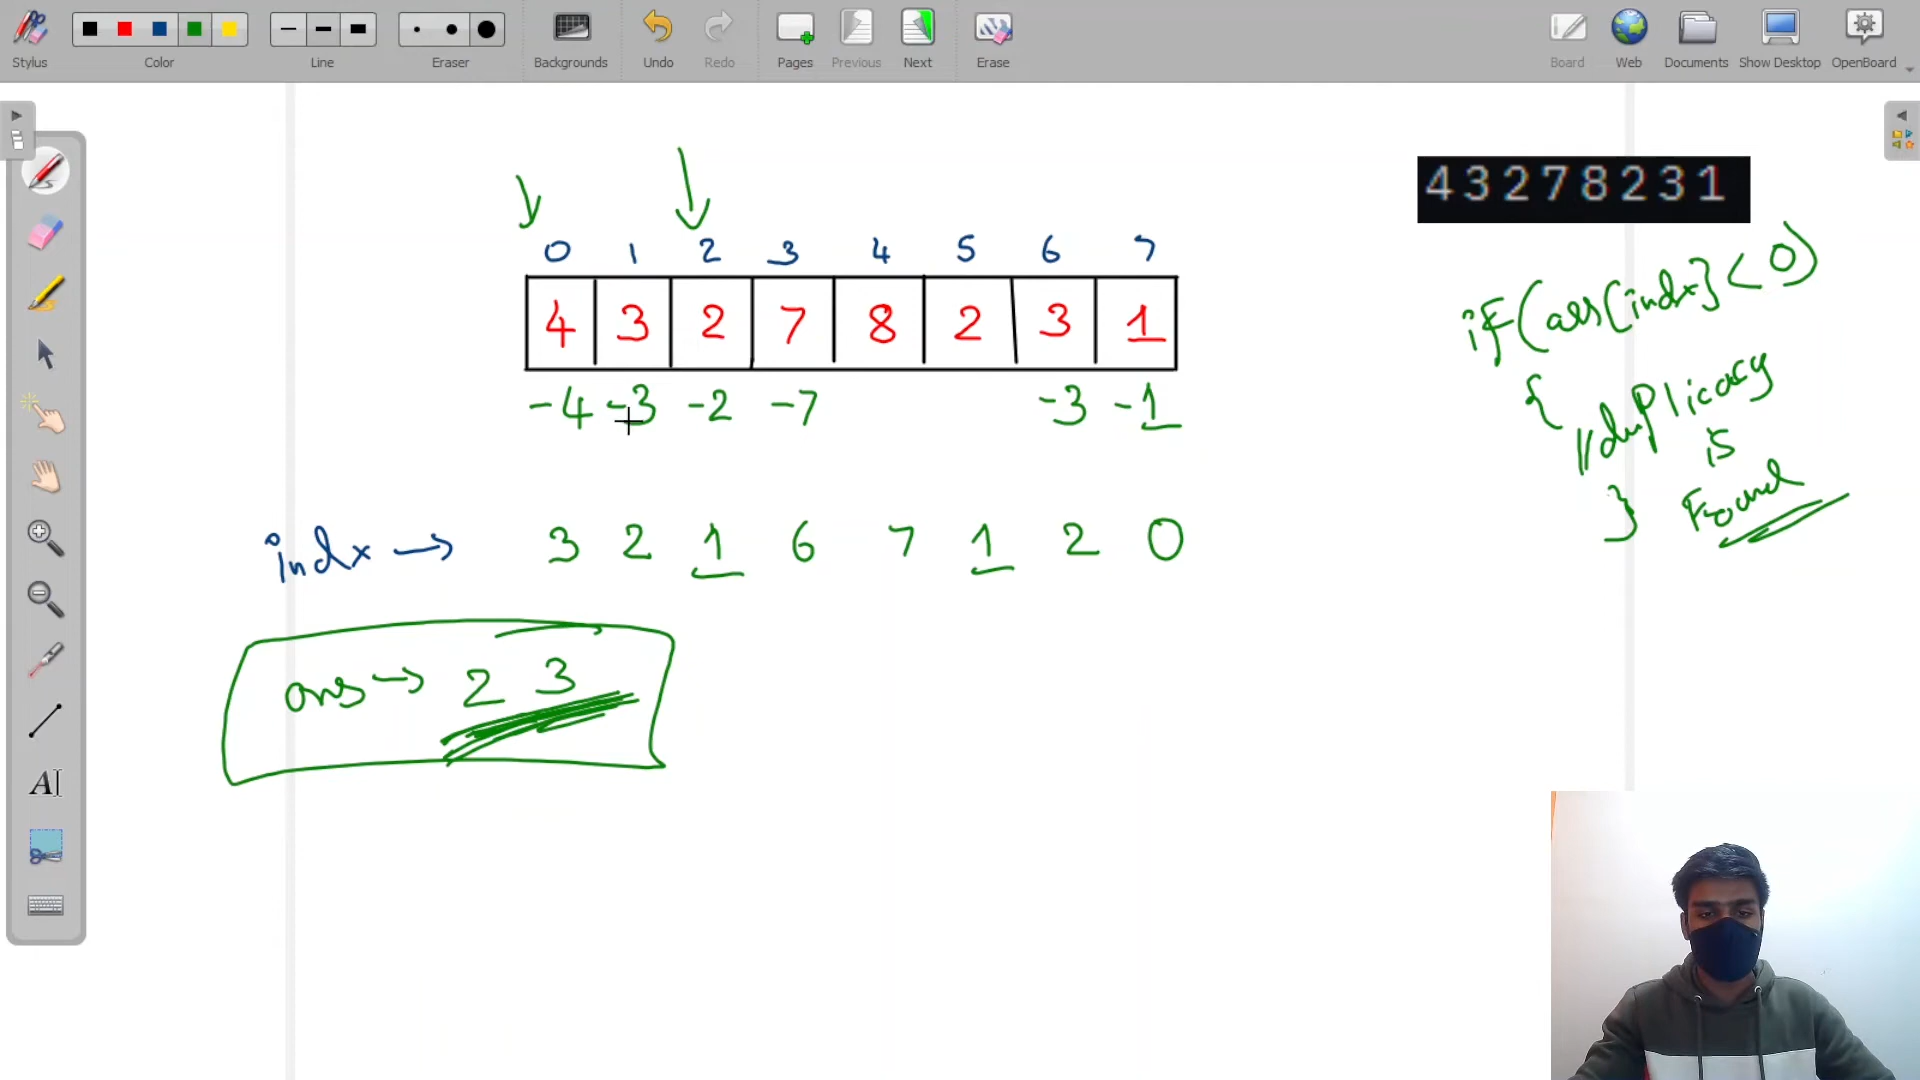 Stylus Color Line Eraser Backgrounds Undo Redo Pages Previous Next Erase Board Web Documents Show Desktop OpenBoard
4 3 2 7 8 2 3 1
0 1 2 3 4 5 6 7
4 3 2 7 8 2 3 1
-4 -3 -2 -7 -3 -1
if(arr[indx] < 0)
{
//duplicacy
is
} Found
indx → 3 2 1 6 7 1 2 0
ans → 2 3